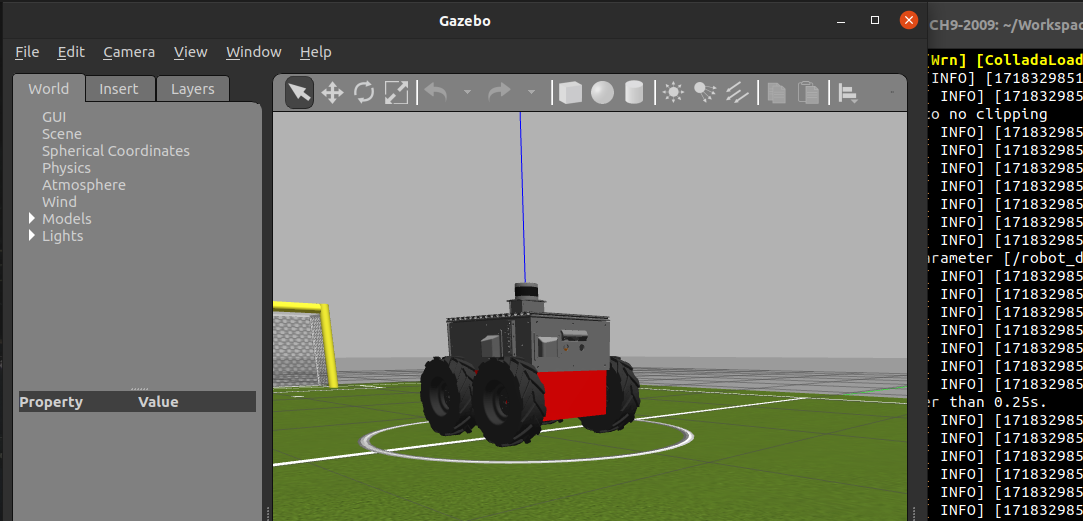 Gazebo
File Edit Camera View Window Help
World Insert Layers
GUI
Scene
Spherical Coordinates
Physics
Atmosphere
Wind
Models
Lights
Property Value
CH9-2009: ~/Workspac
[Wrn] [ColladaLoad
[INFO] [1718329851
[ INFO] [171832985
to no clipping
[ INFO] [171832985
[ INFO] [171832985
[ INFO] [171832985
[ INFO] [171832985
[ INFO] [171832985
[ INFO] [171832985
[ INFO] [171832985
arameter [/robot_d
[ INFO] [171832985
[ INFO] [171832985
[ INFO] [171832985
[ INFO] [171832985
[ INFO] [171832985
[ INFO] [171832985
[ INFO] [171832985
er than 0.25s.
[ INFO] [171832985
[ INFO] [171832985
[ INFO] [171832985
[ INFO] [171832985
[ INFO] [171832985
[ INFO] [171832985